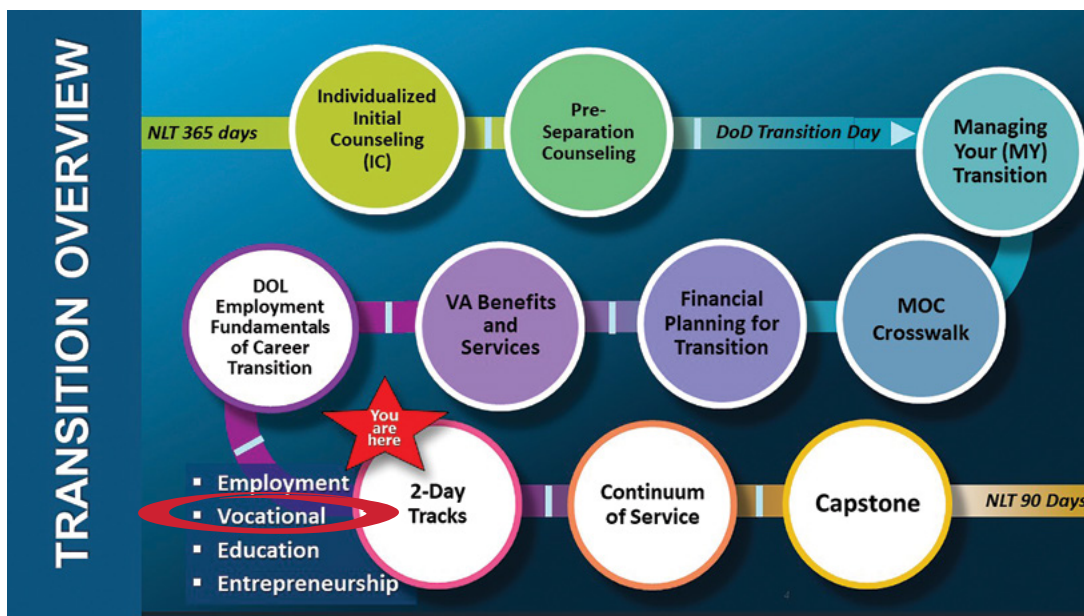 TRANSITION OVERVIEW
NLT 365 days
Individualized
Initial
Counseling
(IC)
Pre-
Separation
Counseling
DoD Transition Day
Managing
Your (MY)
Transition
MOC
Crosswalk
Financial
Planning for
Transition
VA Benefits
and
Services
DOL
Employment
Fundamentals
of Career
Transition
You
are
here
▪ Employment
▪ Vocational
▪ Education
▪ Entrepreneurship
2-Day
Tracks
Continuum
of Service
Capstone
NLT 90 Days
4